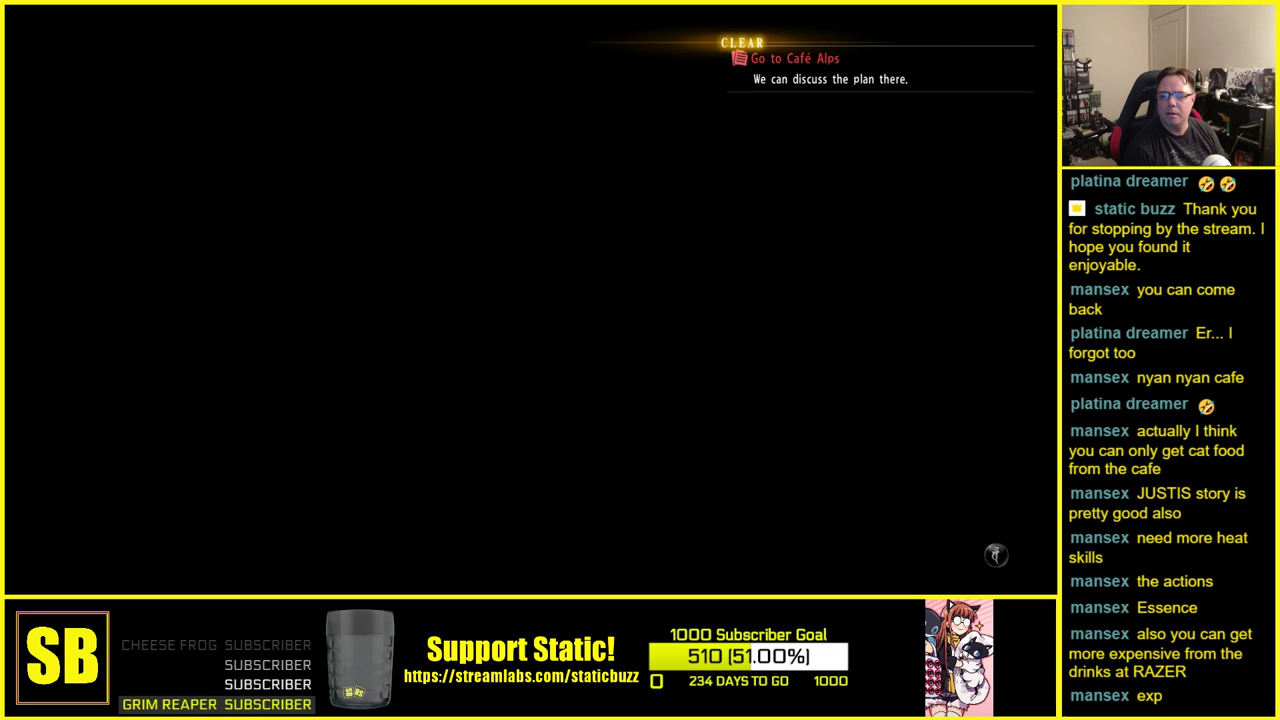 CLEAR
Go to Café Alps
We can discuss the plan there.
platina dreamer 🤣 🤣
static buzz Thank you
for stopping by the stream. I
hope you found it
enjoyable.
mansex you can come
back
platina dreamer Er... I
forgot too
mansex nyan nyan cafe
platina dreamer 🤣
mansex actually I think
you can only get cat food
from the cafe
mansex JUSTIS story is
pretty good also
mansex need more heat
skills
mansex the actions
mansex Essence
mansex also you can get
more expensive from the
drinks at RAZER
mansex exp
SB
CHEESE FROG SUBSCRIBER
SUBSCRIBER
SUBSCRIBER
GRIM REAPER SUBSCRIBER
Support Static!
https://streamlabs.com/staticbuzz
1000 Subscriber Goal
510 (51.00%)
0 234 DAYS TO GO 1000